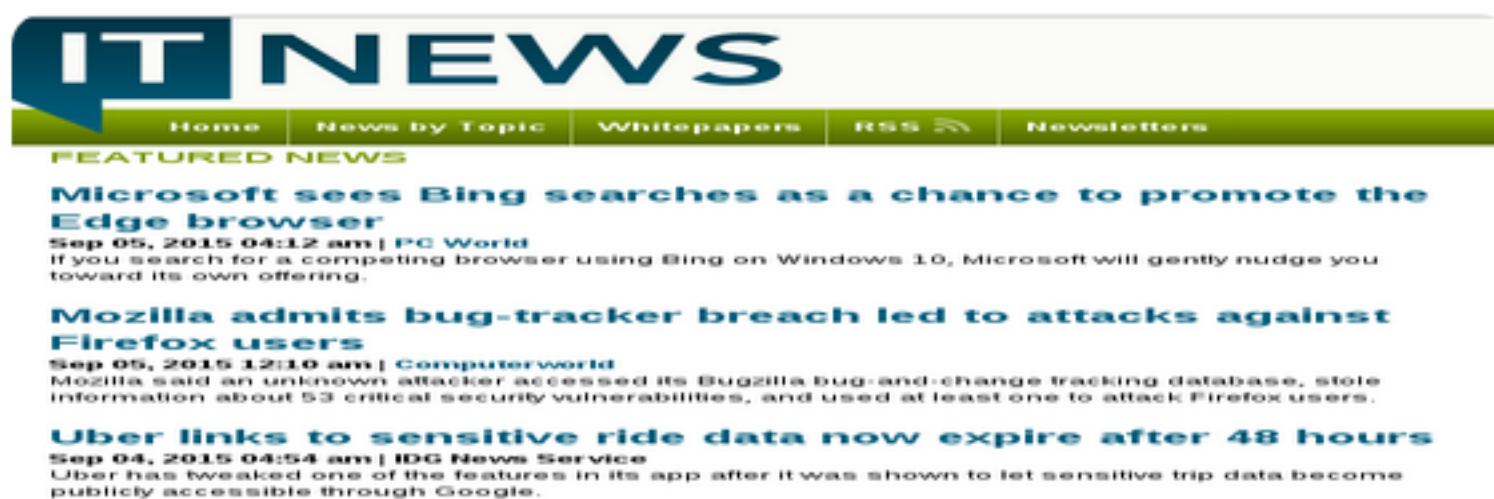 IT NEWS
Home News by Topic Whitepapers RSS Newsletters
FEATURED NEWS
Microsoft sees Bing searches as a chance to promote the
Edge browser
Sep 05, 2015 04:12 am | PC World
If you search for a competing browser using Bing on Windows 10, Microsoft will gently nudge you
toward its own offering.
Mozilla admits bug-tracker breach led to attacks against
Firefox users
Sep 05, 2015 12:10 am | Computerworld
Mozilla said an unknown attacker accessed its Bugzilla bug-and-change tracking database, stole
information about 53 critical security vulnerabilities, and used at least one to attack Firefox users.
Uber links to sensitive ride data now expire after 48 hours
Sep 04, 2015 04:54 am | IDG News Service
Uber has tweaked one of the features in its app after it was shown to let sensitive trip data become
publicly accessible through Google.